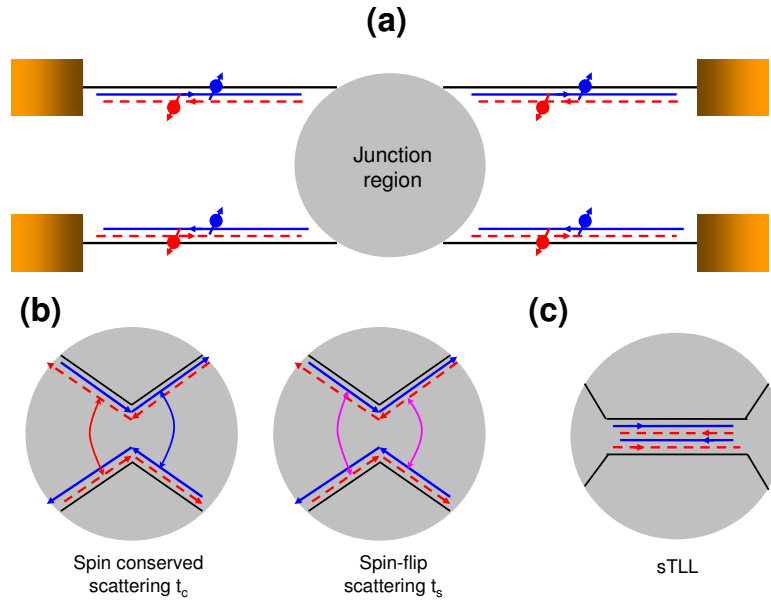 (a)
Junction
region
(b)
(c)
Spin conserved
scattering t_c
Spin-flip
scattering t_s
sTLL